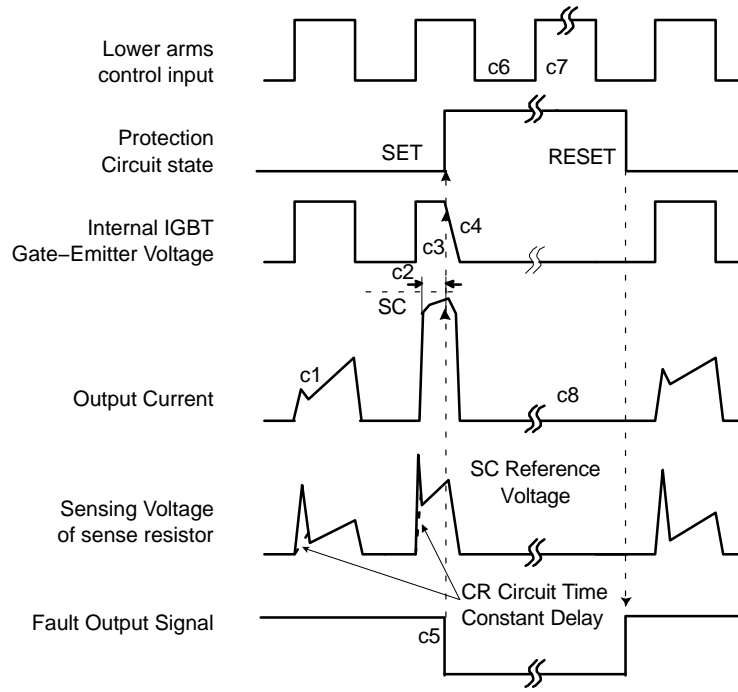 Lower arms
control input
c6
c7
Protection
Circuit state
SET
RESET
Internal IGBT
Gate−Emitter Voltage
c3
c4
c2
SC
c1
Output Current
c8
SC Reference
Voltage
Sensing Voltage
of sense resistor
CR Circuit Time
Constant Delay
Fault Output Signal
c5